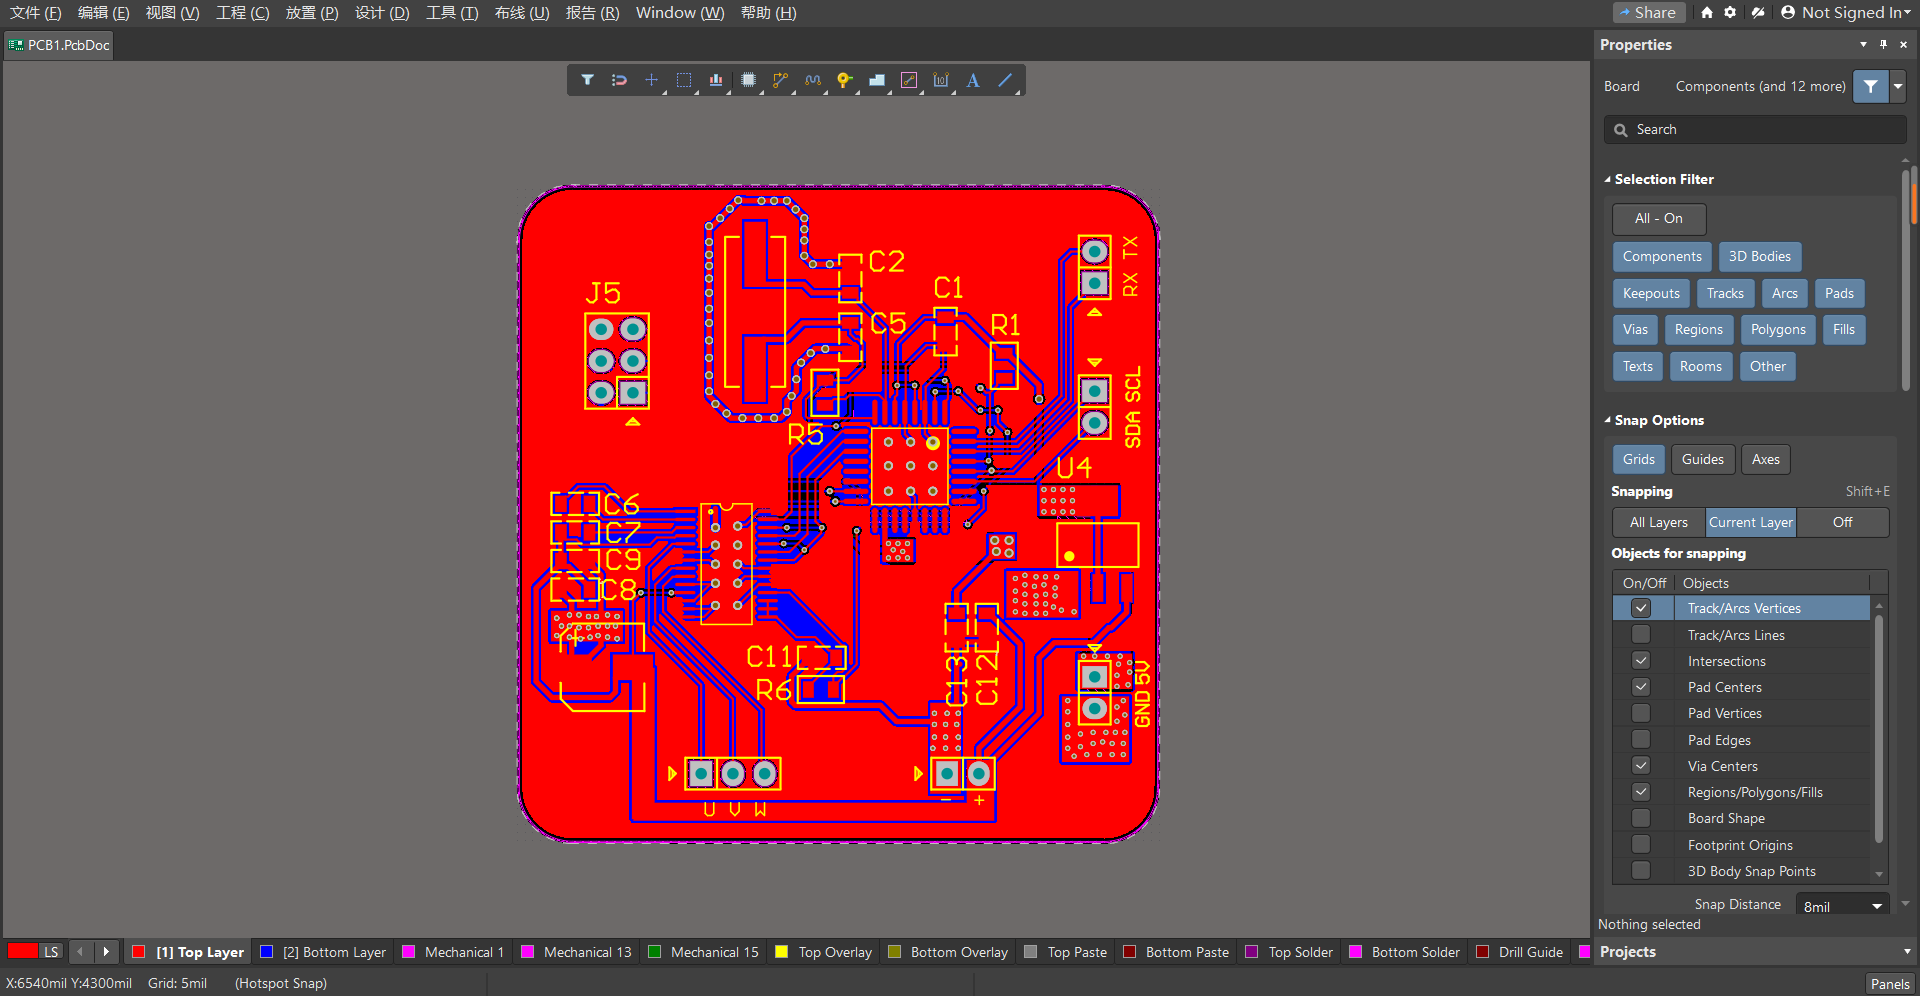 文件 (F) 编辑 (E) 视图 (V) 工程 (C) 放置 (P) 设计 (D) 工具 (T) 布线 (U) 报告 (R) Window (W) 帮助 (H) Share Not Signed In
PCB1.PcbDoc
Properties
Board Components (and 12 more)
Search
Selection Filter
All - On
Components 3D Bodies
Keepouts Tracks Arcs Pads
Vias Regions Polygons Fills
Texts Rooms Other
Snap Options
Grids Guides Axes
Snapping Shift+E
All Layers Current Layer Off
Objects for snapping
On/Off Objects
Track/Arcs Vertices
Track/Arcs Lines
Intersections
Pad Centers
Pad Vertices
Pad Edges
Via Centers
Regions/Polygons/Fills
Board Shape
Footprint Origins
3D Body Snap Points
Snap Distance 8mil
Nothing selected
Projects
Panels
C2
TX
RX
J5
C1
C5
R1
SCL
SDA
R5
U4
C6
C7
C9
C8
C11
R6
C13
C12
5V
GND
U V W
- +
LS [1] Top Layer [2] Bottom Layer Mechanical 1 Mechanical 13 Mechanical 15 Top Overlay Bottom Overlay Top Paste Bottom Paste Top Solder Bottom Solder Drill Guide
X:6540mil Y:4300mil Grid: 5mil (Hotspot Snap)